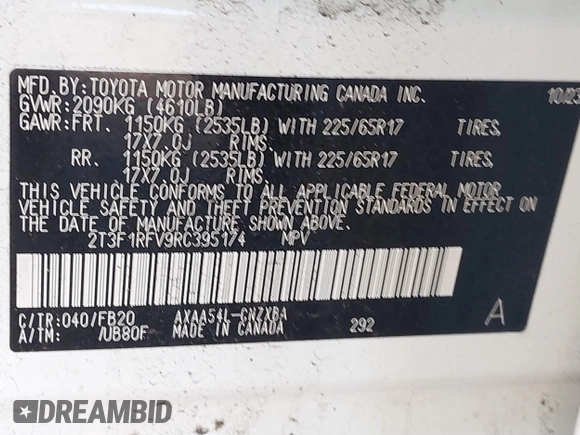 MFD.BY:TOYOTA MOTOR MANUFACTURING CANADA INC. 10/23
GVWR:2090KG (4610LB)
GAWR:FRT. 1150KG (2535LB) WITH 225/65R17 TIRES.
17X7.0J RIMS.
RR. 1150KG (2535LB) WITH 225/65R17 TIRES.
17X7.0J RIMS.
THIS VEHICLE CONFORMS TO ALL APPLICABLE FEDERAL MOTOR
VEHICLE SAFETY AND THEFT PREVENTION STANDARDS IN EFFECT ON
THE DATE OF MANUFACTURE SHOWN ABOVE.
2T3F1RFV9RC395174 MPV
C/TR:040/FB20 AXAA54L-CNZXBA
A/TM: /UB80F MADE IN CANADA 292 A
DREAMBID